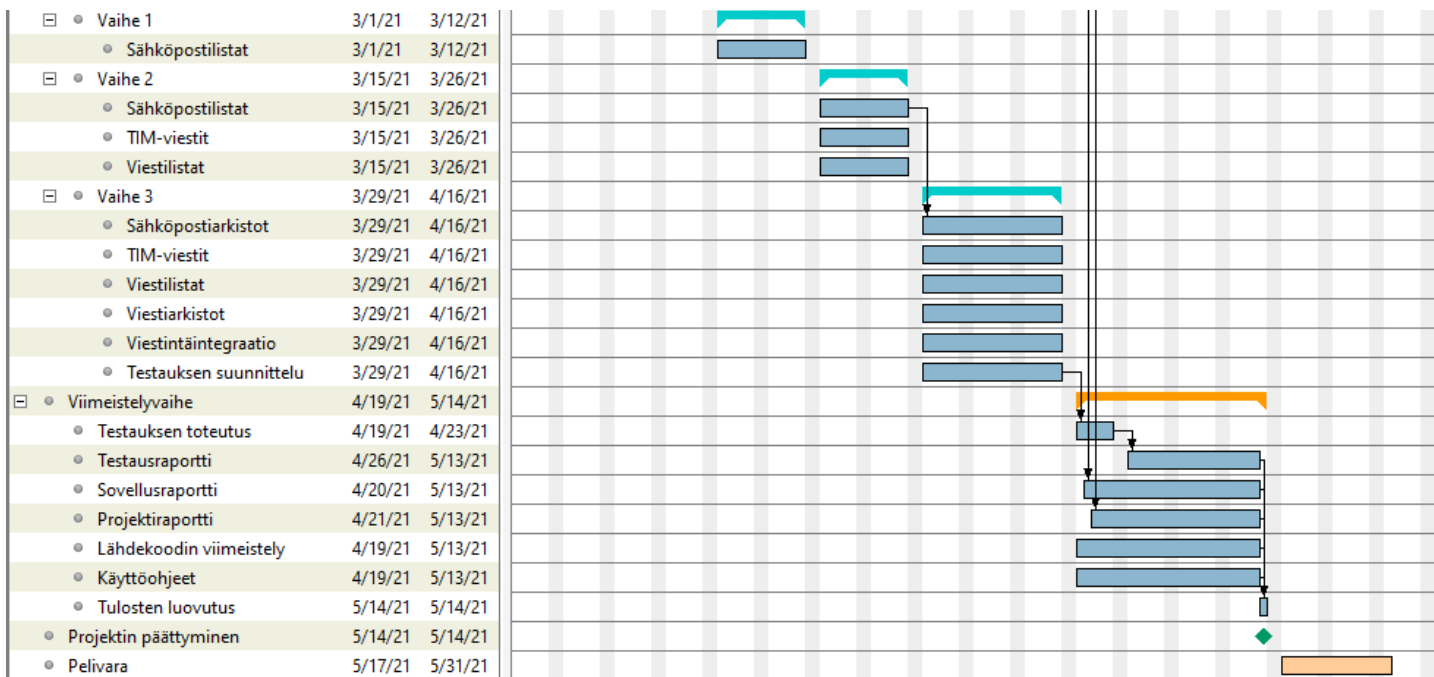 Vaihe 1 3/1/21 3/12/21
Sähköpostilistat 3/1/21 3/12/21
Vaihe 2 3/15/21 3/26/21
Sähköpostilistat 3/15/21 3/26/21
TIM-viestit 3/15/21 3/26/21
Viestilistat 3/15/21 3/26/21
Vaihe 3 3/29/21 4/16/21
Sähköpostiarkistot 3/29/21 4/16/21
TIM-viestit 3/29/21 4/16/21
Viestilistat 3/29/21 4/16/21
Viestiarkistot 3/29/21 4/16/21
Viestintäintegraatio 3/29/21 4/16/21
Testauksen suunnittelu 3/29/21 4/16/21
Viimeistelyvaihe 4/19/21 5/14/21
Testauksen toteutus 4/19/21 4/23/21
Testausraportti 4/26/21 5/13/21
Sovellusraportti 4/20/21 5/13/21
Projektiraportti 4/21/21 5/13/21
Lähdekoodin viimeistely 4/19/21 5/13/21
Käyttöohjeet 4/19/21 5/13/21
Tulosten luovutus 5/14/21 5/14/21
Projektin päättyminen 5/14/21 5/14/21
Pelivara 5/17/21 5/31/21